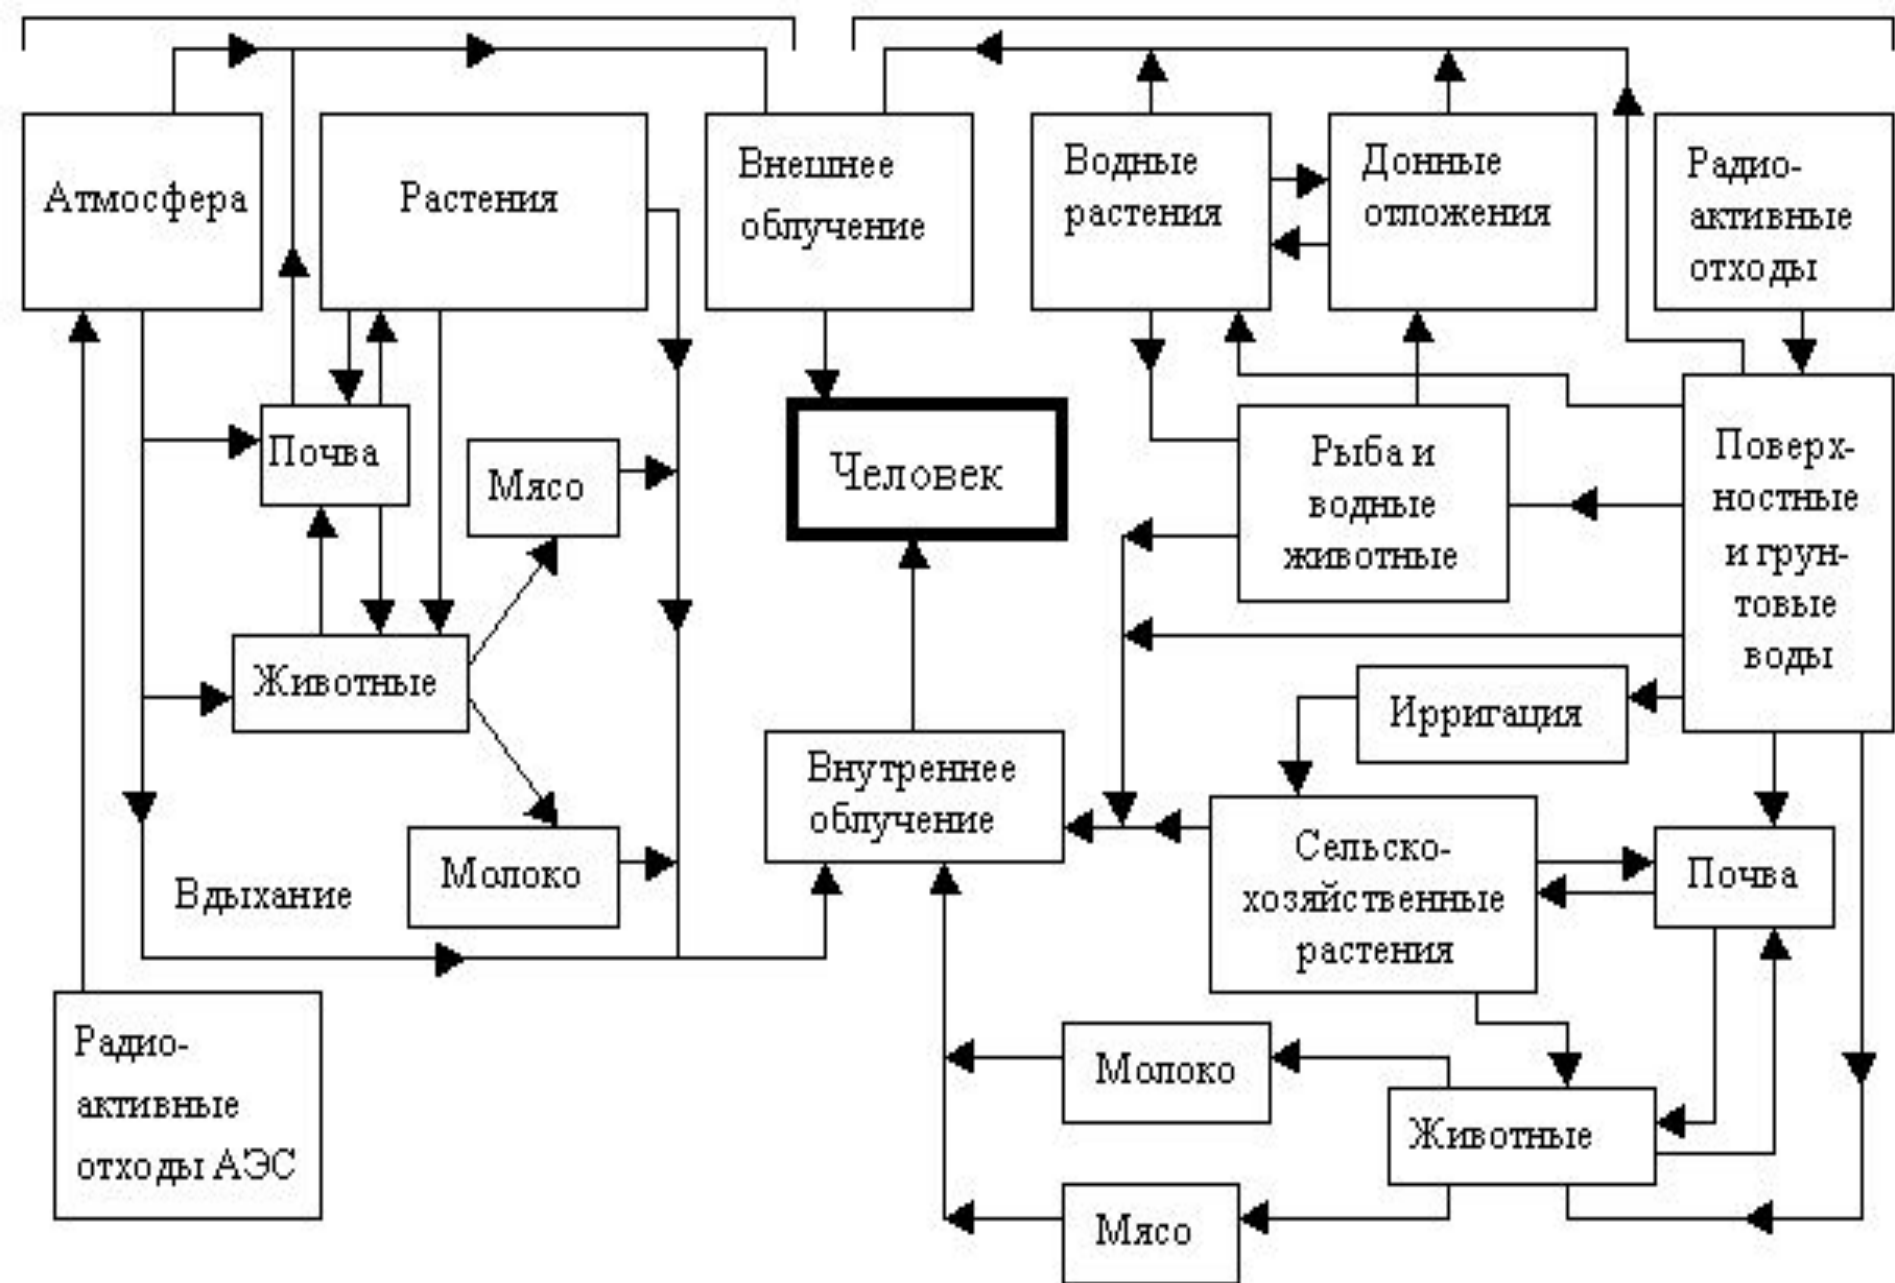 Атмосфера
Растения
Внешнее
облучение
Водные
растения
Донные
отложения
Радио-
активные
отходы
Почва
Мясо
Человек
Рыба и
водные
животные
Поверх-
ностные
и грун-
товые
воды
Животные
Ирригация
Внутреннее
облучение
Молоко
Вдыхание
Сельско-
хозяйственные
растения
Почва
Радио-
активные
отходы АЭС
Молоко
Животные
Мясо